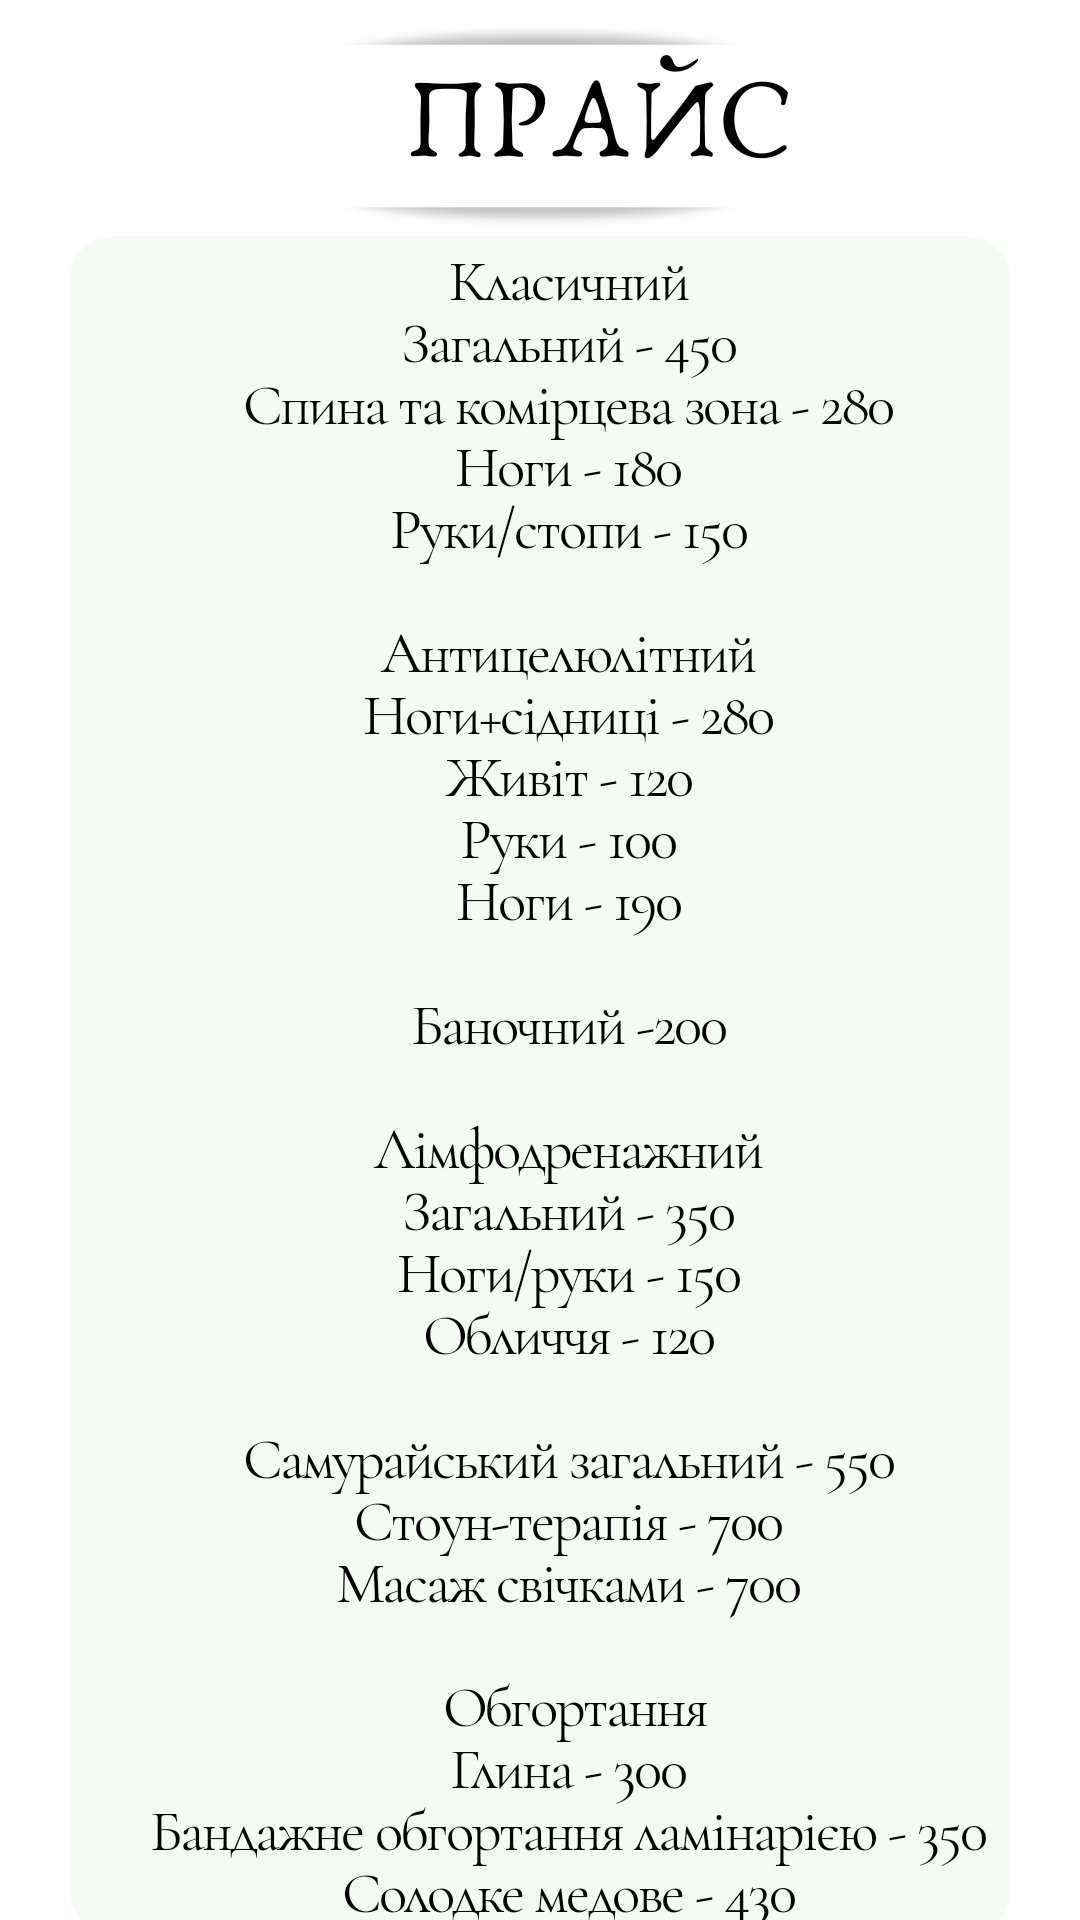 ПРАЙС
Класичний
Загальний - 450
Спина та комірцева зона - 280
Ноги - 180
Руки/стопи - 150
Антицелюлітний
Ноги+сідниці - 280
Живіт - 120
Руки - 100
Ноги - 190
Баночний -200
Лімфодренажний
Загальний - 350
Ноги/руки - 150
Обличчя - 120
Самурайський загальний - 550
Стоун-терапія - 700
Масаж свічками - 700
Обгортання
Глина - 300
Бандажне обгортання ламінарією - 350
Солодке медове - 430